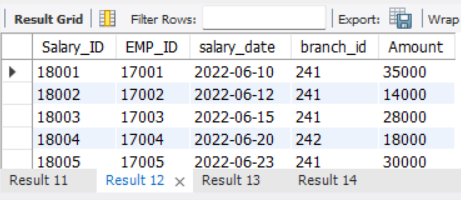 Result Grid Filter Rows: Export: Wrap
Salary_ID EMP_ID salary_date branch_id Amount
18001 17001 2022-06-10 241 35000
18002 17002 2022-06-12 241 14000
18003 17003 2022-06-15 241 28000
18004 17004 2022-06-20 242 18000
18005 17005 2022-06-23 241 30000
Result 11 Result 12 × Result 13 Result 14